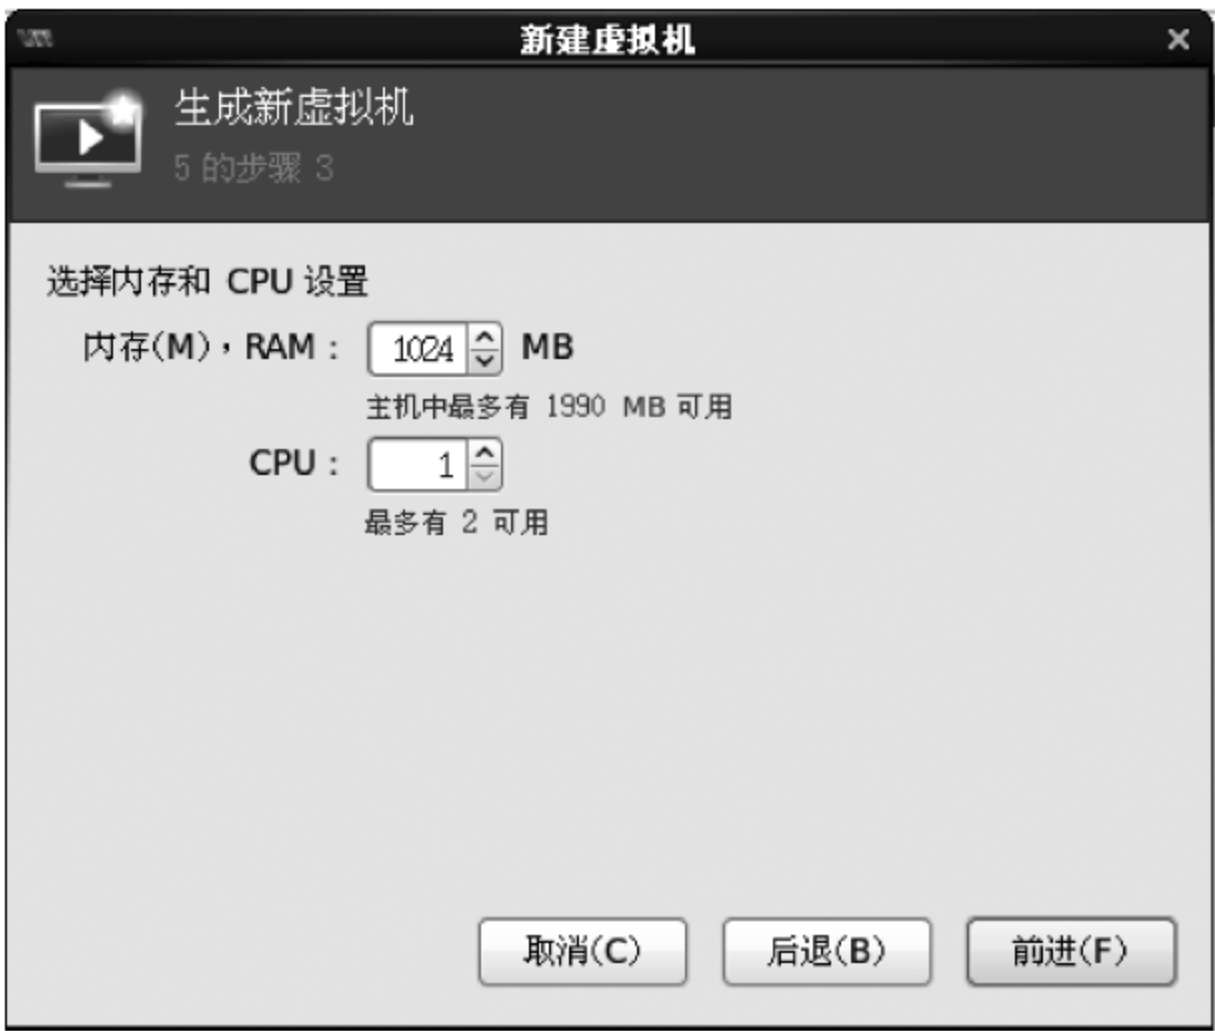 新建虚拟机
生成新虚拟机
5 的步骤 3
选择内存和 CPU 设置
内存(M)，RAM： 1024 MB
主机中最多有 1990 MB 可用
CPU： 1
最多有 2 可用
取消(C) 后退(B) 前进(F)